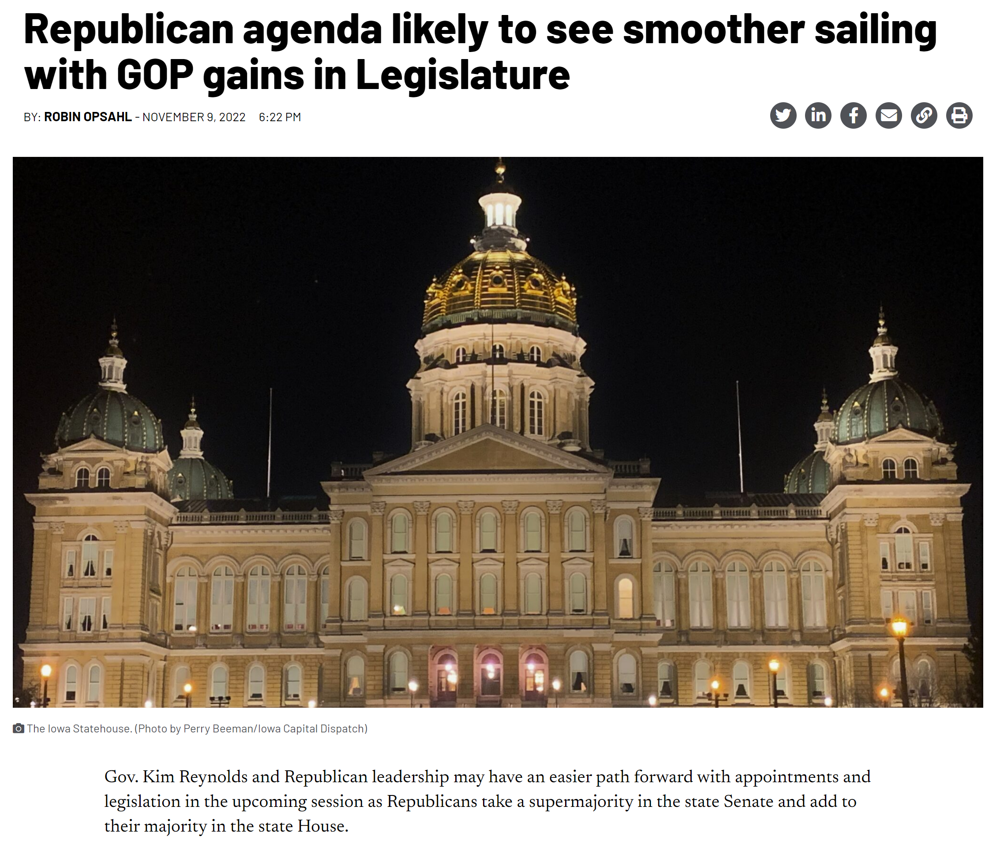 Republican agenda likely to see smoother sailing
with GOP gains in Legislature
BY: ROBIN OPSAHL - NOVEMBER 9, 2022 6:22 PM
The Iowa Statehouse. (Photo by Perry Beeman/Iowa Capital Dispatch)
Gov. Kim Reynolds and Republican leadership may have an easier path forward with appointments and
legislation in the upcoming session as Republicans take a supermajority in the state Senate and add to
their majority in the state House.